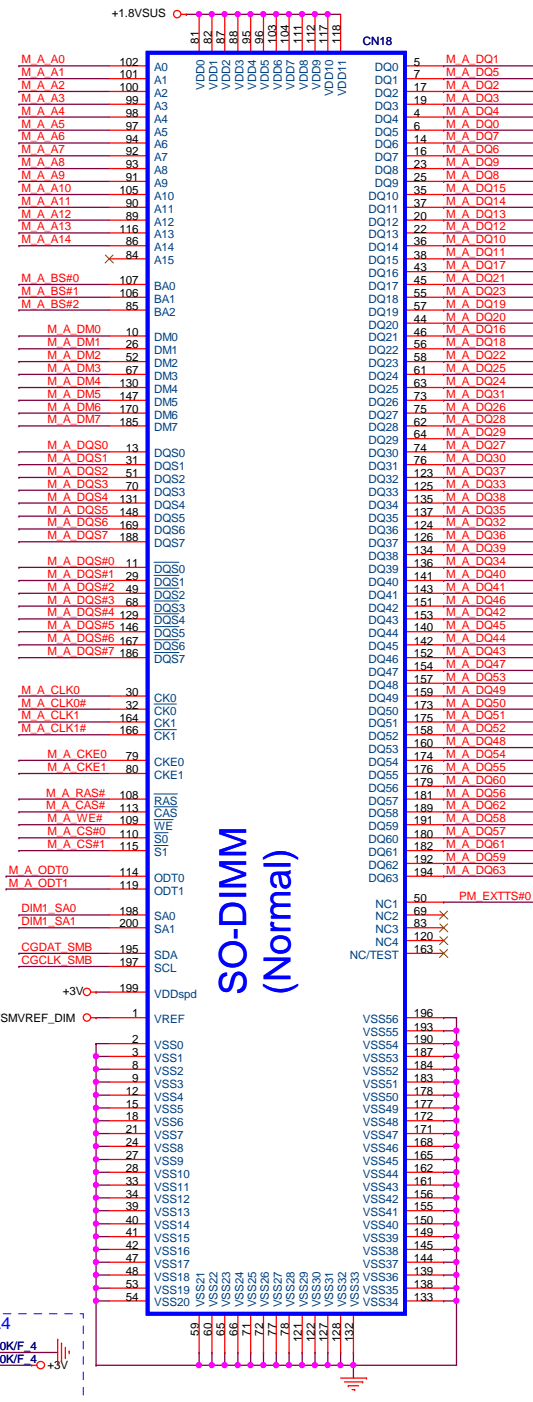 +1.8VSUS
81 82 87 88 95 96 103 104 111 112 117 118
CN18
VDD0 VDD1 VDD2 VDD3 VDD4 VDD5 VDD6 VDD7 VDD8 VDD9 VDD10 VDD11
M_A_A0 102 A0
M_A_A1 101 A1
M_A_A2 100 A2
M_A_A3 99 A3
M_A_A4 98 A4
M_A_A5 97 A5
M_A_A6 94 A6
M_A_A7 92 A7
M_A_A8 93 A8
M_A_A9 91 A9
M_A_A10 105 A10
M_A_A11 90 A11
M_A_A12 89 A12
M_A_A13 116 A13
M_A_A14 86 A14
84 A15
M_A_BS#0 107 BA0
M_A_BS#1 106 BA1
M_A_BS#2 85 BA2
M_A_DM0 10 DM0
M_A_DM1 26 DM1
M_A_DM2 52 DM2
M_A_DM3 67 DM3
M_A_DM4 130 DM4
M_A_DM5 147 DM5
M_A_DM6 170 DM6
M_A_DM7 185 DM7
M_A_DQS0 13 DQS0
M_A_DQS1 31 DQS1
M_A_DQS2 51 DQS2
M_A_DQS3 70 DQS3
M_A_DQS4 131 DQS4
M_A_DQS5 148 DQS5
M_A_DQS6 169 DQS6
M_A_DQS7 188 DQS7
M_A_DQS#0 11 DQS0
M_A_DQS#1 29 DQS1
M_A_DQS#2 49 DQS2
M_A_DQS#3 68 DQS3
M_A_DQS#4 129 DQS4
M_A_DQS#5 146 DQS5
M_A_DQS#6 167 DQS6
M_A_DQS#7 186 DQS7
M_A_CLK0 30 CK0
M_A_CLK0# 32 CK0
M_A_CLK1 164 CK1
M_A_CLK1# 166 CK1
M_A_CKE0 79 CKE0
M_A_CKE1 80 CKE1
M_A_RAS# 108 RAS
M_A_CAS# 113 CAS
M_A_WE# 109 WE
M_A_CS#0 110 S0
M_A_CS#1 115 S1
M_A_ODT0 114 ODT0
M_A_ODT1 119 ODT1
DIM1_SA0 198 SA0
DIM1_SA1 200 SA1
CGDAT_SMB 195 SDA
CGCLK_SMB 197 SCL
+3V 199 VDDspd
SMVREF_DIM 1 VREF
2 VSS0
3 VSS1
8 VSS2
9 VSS3
12 VSS4
15 VSS5
18 VSS6
21 VSS7
24 VSS8
27 VSS9
28 VSS10
33 VSS11
34 VSS12
39 VSS13
40 VSS14
41 VSS15
42 VSS16
47 VSS17
48 VSS18
53 VSS19
54 VSS20
SO-DIMM
(Normal)
DQ0 5 M_A_DQ1
DQ1 7 M_A_DQ5
DQ2 17 M_A_DQ2
DQ3 19 M_A_DQ3
DQ4 4 M_A_DQ4
DQ5 6 M_A_DQ0
DQ6 14 M_A_DQ7
DQ7 16 M_A_DQ6
DQ8 23 M_A_DQ9
DQ9 25 M_A_DQ8
DQ10 35 M_A_DQ15
DQ11 37 M_A_DQ14
DQ12 20 M_A_DQ13
DQ13 22 M_A_DQ12
DQ14 36 M_A_DQ10
DQ15 38 M_A_DQ11
DQ16 43 M_A_DQ17
DQ17 45 M_A_DQ21
DQ18 55 M_A_DQ23
DQ19 57 M_A_DQ19
DQ20 44 M_A_DQ20
DQ21 46 M_A_DQ16
DQ22 56 M_A_DQ18
DQ23 58 M_A_DQ22
DQ24 61 M_A_DQ25
DQ25 63 M_A_DQ24
DQ26 73 M_A_DQ31
DQ27 75 M_A_DQ26
DQ28 62 M_A_DQ28
DQ29 64 M_A_DQ29
DQ30 74 M_A_DQ27
DQ31 76 M_A_DQ30
DQ32 123 M_A_DQ37
DQ33 125 M_A_DQ33
DQ34 135 M_A_DQ38
DQ35 137 M_A_DQ35
DQ36 124 M_A_DQ32
DQ37 126 M_A_DQ36
DQ38 134 M_A_DQ39
DQ39 136 M_A_DQ34
DQ40 141 M_A_DQ40
DQ41 143 M_A_DQ41
DQ42 151 M_A_DQ46
DQ43 153 M_A_DQ42
DQ44 140 M_A_DQ45
DQ45 142 M_A_DQ44
DQ46 152 M_A_DQ43
DQ47 154 M_A_DQ47
DQ48 157 M_A_DQ53
DQ49 159 M_A_DQ49
DQ50 173 M_A_DQ50
DQ51 175 M_A_DQ51
DQ52 158 M_A_DQ52
DQ53 160 M_A_DQ48
DQ54 174 M_A_DQ54
DQ55 176 M_A_DQ55
DQ56 179 M_A_DQ60
DQ57 181 M_A_DQ56
DQ58 189 M_A_DQ62
DQ59 191 M_A_DQ58
DQ60 180 M_A_DQ57
DQ61 182 M_A_DQ61
DQ62 192 M_A_DQ59
DQ63 194 M_A_DQ63
NC1 50 PM_EXTTS#0
NC2 69
NC3 83
NC4 120
NC/TEST 163
VSS56 196
VSS55 193
VSS54 190
VSS53 187
VSS52 184
VSS51 183
VSS50 178
VSS49 177
VSS48 172
VSS47 171
VSS46 168
VSS45 165
VSS44 162
VSS43 161
VSS42 156
VSS41 155
VSS40 150
VSS39 149
VSS38 145
VSS37 144
VSS36 139
VSS35 138
VSS34 133
VSS21 VSS22 VSS23 VSS24 VSS25 VSS26 VSS27 VSS28 VSS29 VSS30 VSS31 VSS32 VSS33
59 60 65 66 71 72 77 78 121 122 127 128 132
4
0K/F_4
0K/F_4 +3V